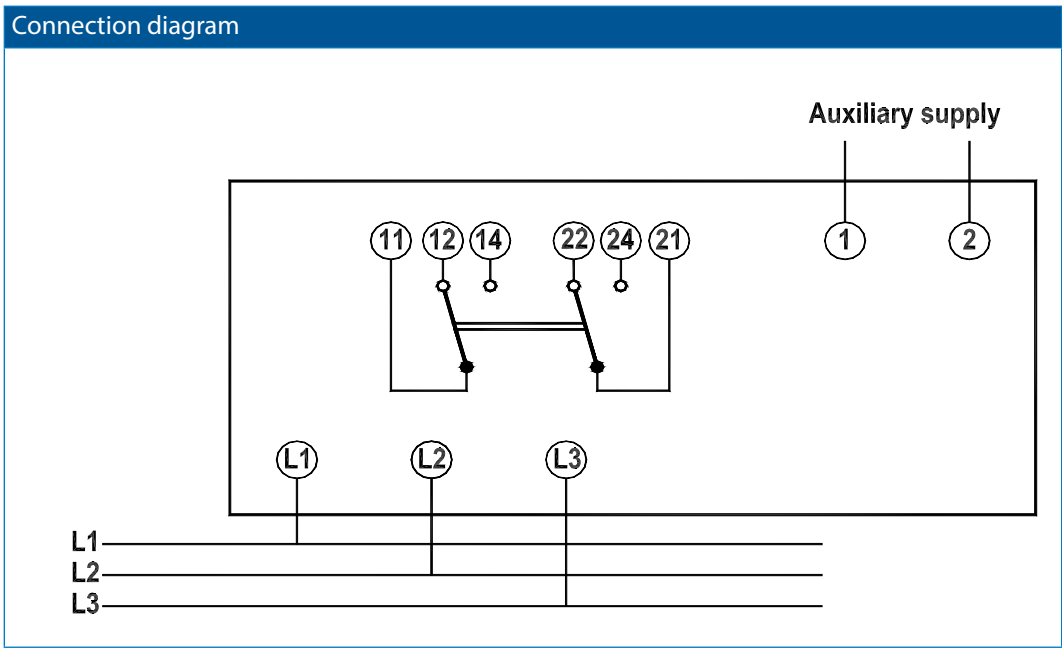 Connection diagram
Auxiliary supply
11 12 14 22 24 21 1 2
L1 L2 L3
L1
L2
L3